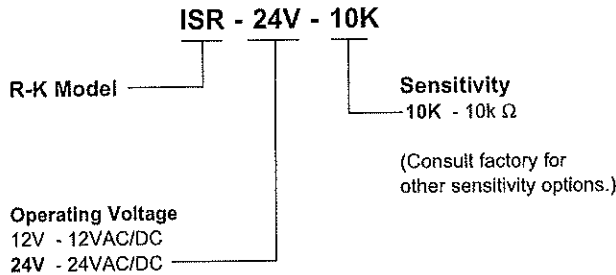 ISR - 24V - 10K
R-K Model
Sensitivity
10K - 10k Ω
(Consult factory for
other sensitivity options.)
Operating Voltage
12V - 12VAC/DC
24V - 24VAC/DC